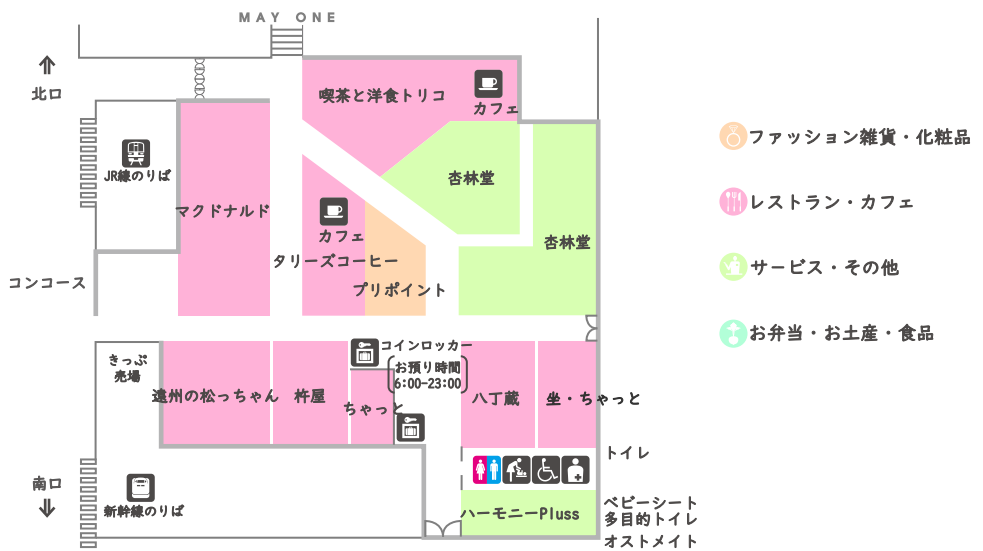 MAY ONE
北口
喫茶と洋食トリコ
カフェ
ファッション雑貨・化粧品
JR線のりば
杏林堂
レストラン・カフェ
マクドナルド
カフェ
杏林堂
タリーズコーヒー
サービス・その他
コンコース
プリポイント
お弁当・お土産・食品
コインロッカー
きっぷ
売場
お預り時間
6:00-23:00
遠州の松っちゃん
杵屋
ちゃっと
八丁蔵
坐・ちゃっと
トイレ
南口
新幹線のりば
ハーモニーPluss
ベビーシート
多目的トイレ
オストメイト